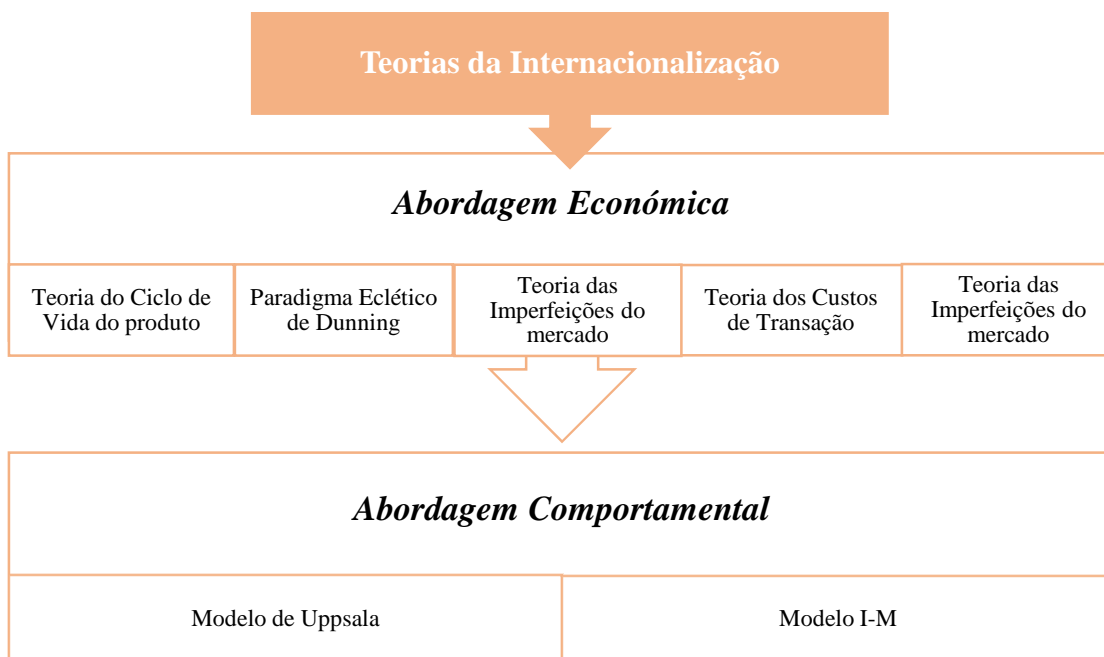 Teorias da Internacionalização
Abordagem Económica
Teoria do Ciclo de
Vida do produto
Paradigma Eclético
de Dunning
Teoria das
Imperfeições do
mercado
Teoria dos Custos
de Transação
Teoria das
Imperfeições do
mercado
Abordagem Comportamental
Modelo de Uppsala
Modelo I-M